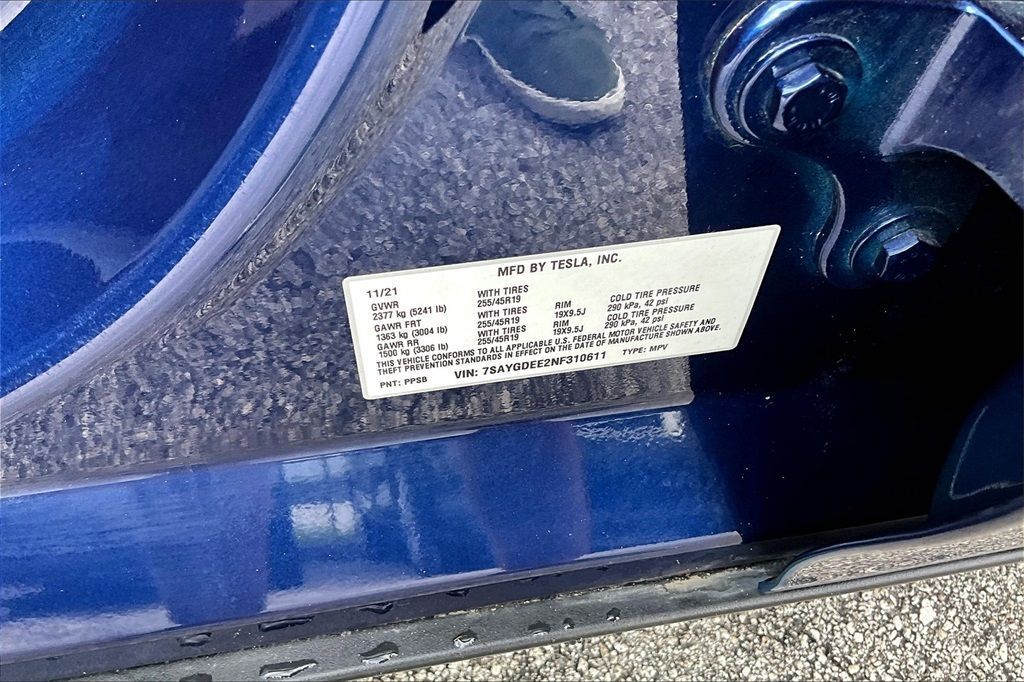 MFD BY TESLA, INC.
11/21
GVWR WITH TIRES COLD TIRE PRESSURE
2377 kg (5241 lb) 255/45R19 RIM 290 kPa, 42 psi
GAWR FRT WITH TIRES 19X9.5J COLD TIRE PRESSURE
1363 kg (3004 lb) 255/45R19 RIM 290 kPa, 42 psi
GAWR RR WITH TIRES 19X9.5J
1500 kg (3306 lb) 255/45R19
THIS VEHICLE CONFORMS TO ALL APPLICABLE U.S. FEDERAL MOTOR VEHICLE SAFETY AND
THEFT PREVENTION STANDARDS IN EFFECT ON THE DATE OF MANUFACTURE SHOWN ABOVE.
PNT: PPSB VIN: 7SAYGDEE2NF310611 TYPE: MPV